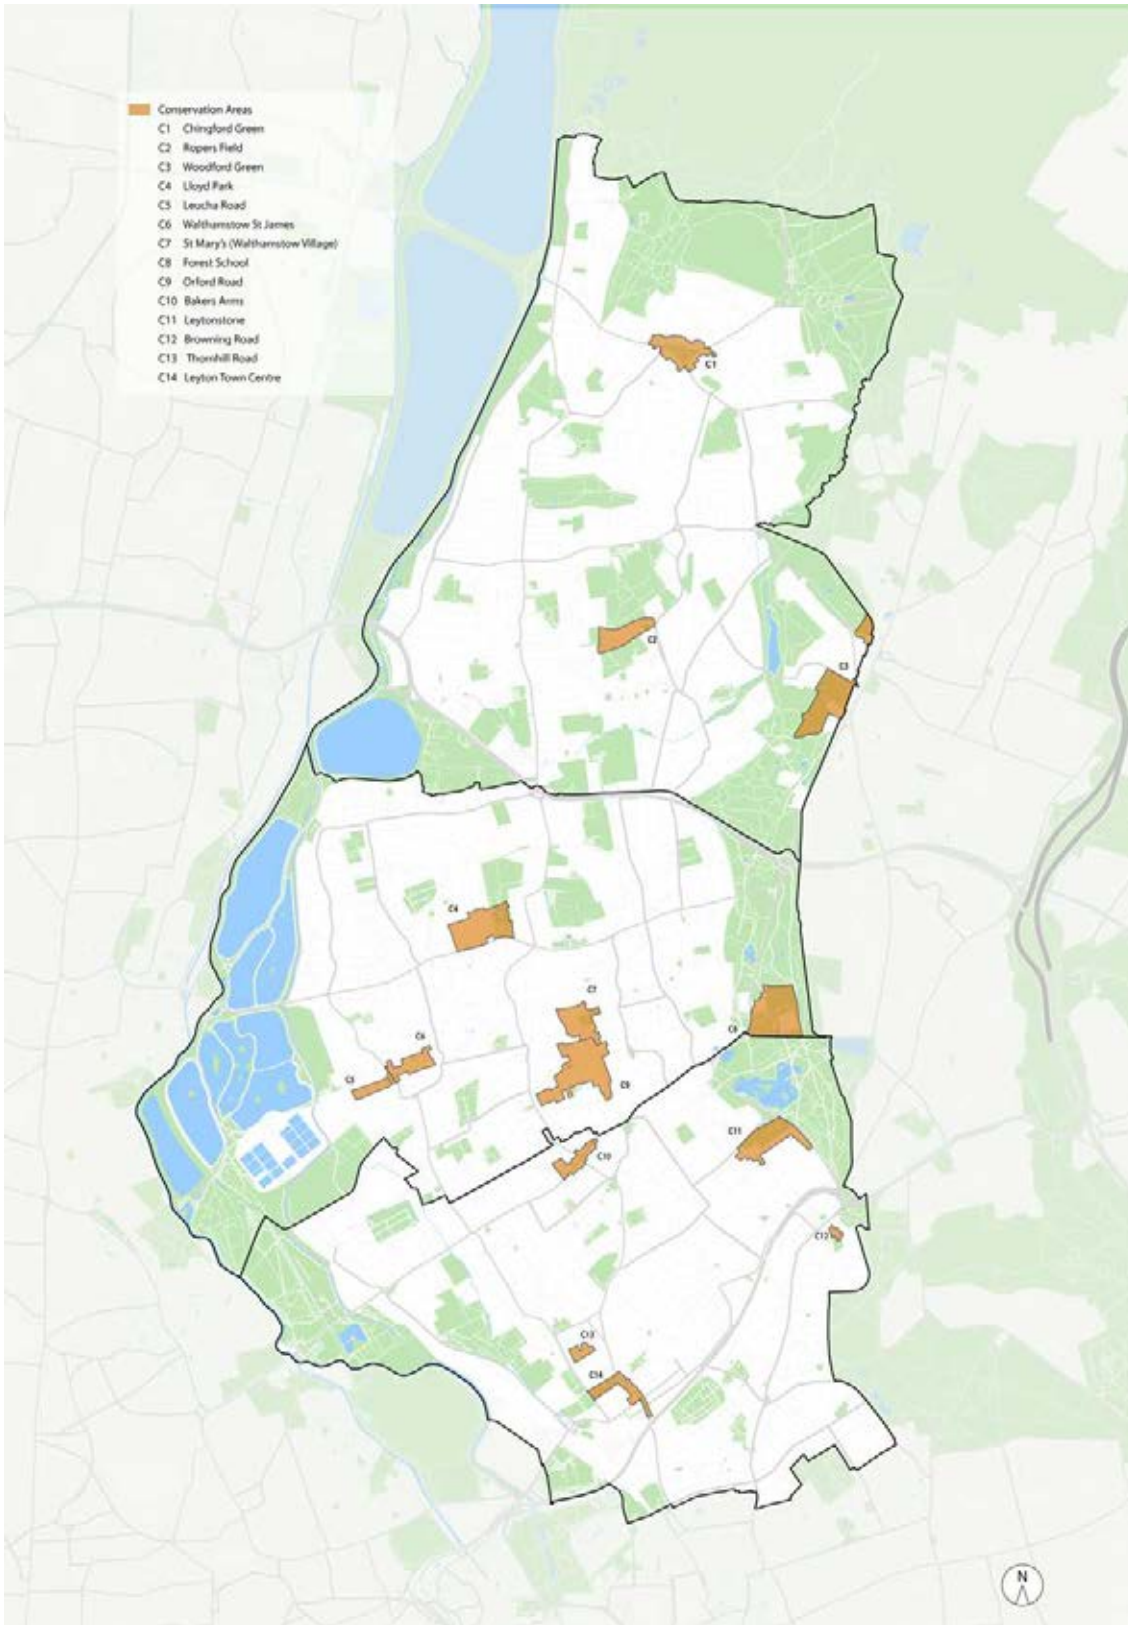 Conservation Areas
C1 Chingford Green
C2 Ropers Field
C3 Woodford Green
C4 Lloyd Park
C5 Leucha Road
C6 Walthamstow St James
C7 St Mary's (Walthamstow Village)
C8 Forest School
C9 Orford Road
C10 Bakers Arms
C11 Leytonstone
C12 Browning Road
C13 Thornhill Road
C14 Leyton Town Centre
C1
C2
C3
C4
C7
C8
C6
C5
C9
C11
C10
C12
C13
C14
N